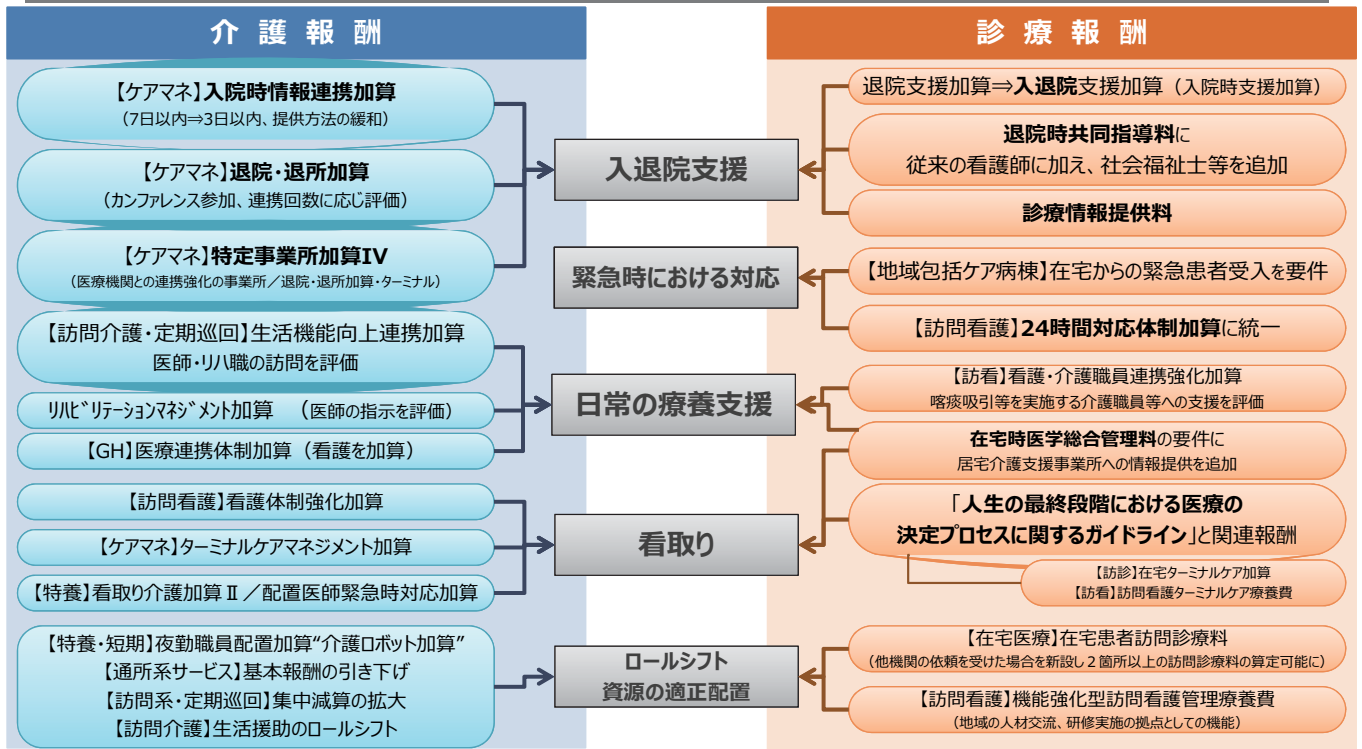 介護報酬
【ケアマネ】入院時情報連携加算
（7日以内⇒3日以内、提供方法の緩和）
【ケアマネ】退院・退所加算
（カンファレンス参加、連携回数に応じ評価）
【ケアマネ】特定事業所加算Ⅳ
（医療機関との連携強化の事業所／退院・退所加算・ターミナル）
【訪問介護・定期巡回】生活機能向上連携加算
医師・リハ職の訪問を評価
ﾘﾊﾋﾞﾘﾃｰｼｮﾝﾏﾈｼﾞﾒﾝﾄ加算　（医師の指示を評価）
【GH】医療連携体制加算（看護を加算）
【訪問看護】看護体制強化加算
【ケアマネ】ターミナルケアマネジメント加算
【特養】看取り介護加算Ⅱ／配置医師緊急時対応加算
【特養・短期】夜勤職員配置加算“介護ロボット加算”
【通所系サービス】基本報酬の引き下げ
【訪問系・定期巡回】集中減算の拡大
【訪問介護】生活援助のロールシフト
入退院支援
緊急時における対応
日常の療養支援
看取り
ロールシフト
資源の適正配置
診療報酬
退院支援加算⇒入退院支援加算（入院時支援加算）
退院時共同指導料に
従来の看護師に加え、社会福祉士等を追加
診療情報提供料
【地域包括ケア病棟】在宅からの緊急患者受入を要件
【訪問看護】24時間対応体制加算に統一
【訪看】看護・介護職員連携強化加算
喀痰吸引等を実施する介護職員等への支援を評価
在宅時医学総合管理料の要件に
居宅介護支援事業所への情報提供を追加
「人生の最終段階における医療の
決定プロセスに関するガイドライン」と関連報酬
【訪診】在宅ターミナルケア加算
【訪看】訪問看護ターミナルケア療養費
【在宅医療】在宅患者訪問診療料
（他機関の依頼を受けた場合を新設し２箇所以上の訪問診療料の算定可能に）
【訪問看護】機能強化型訪問看護管理療養費
（地域の人材交流、研修実施の拠点としての機能）